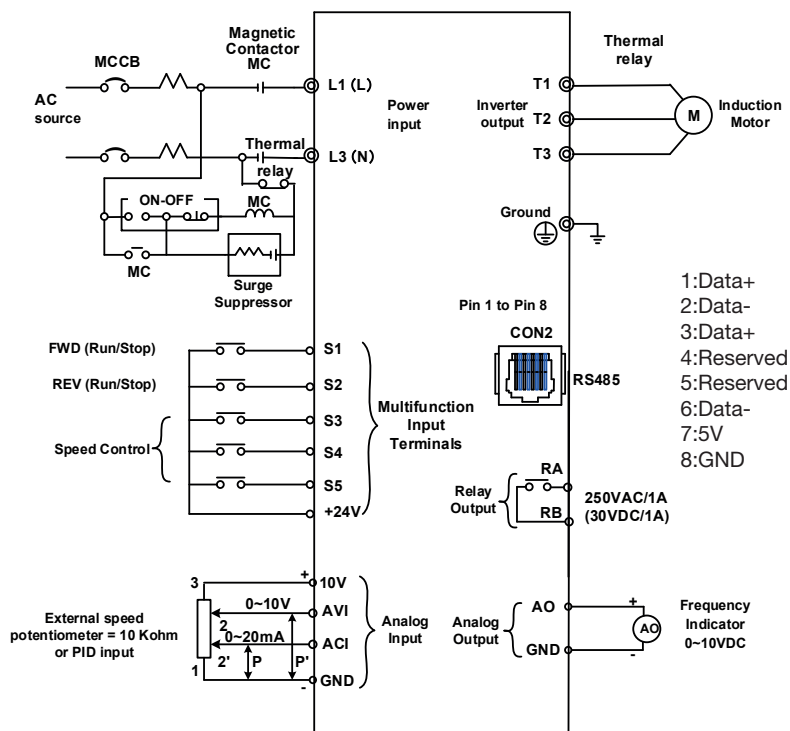 Magnetic
Contactor
MC
MCCB
AC
source
L1 (L)
Power
input
L3 (N)
Thermal
relay
ON-OFF
MC
MC
Surge
Suppressor
Thermal
relay
T1
Inverter
output
T2
T3
M
Induction
Motor
Ground
Pin 1 to Pin 8
CON2
RS485
1:Data+
2:Data-
3:Data+
4:Reserved
5:Reserved
6:Data-
7:5V
8:GND
FWD (Run/Stop)
S1
REV (Run/Stop)
S2
S3
Speed Control
S4
S5
+24V
Multifunction
Input
Terminals
Relay
Output
RA
RB
250VAC/1A
(30VDC/1A)
External speed
potentiometer = 10 Kohm
or PID input
3
+
10V
0~10V
AVI
2
0~20mA
ACI
2'
P
P'
1
-
GND
Analog
Input
Analog
Output
AO
+
AO
GND
-
Frequency
Indicator
0~10VDC